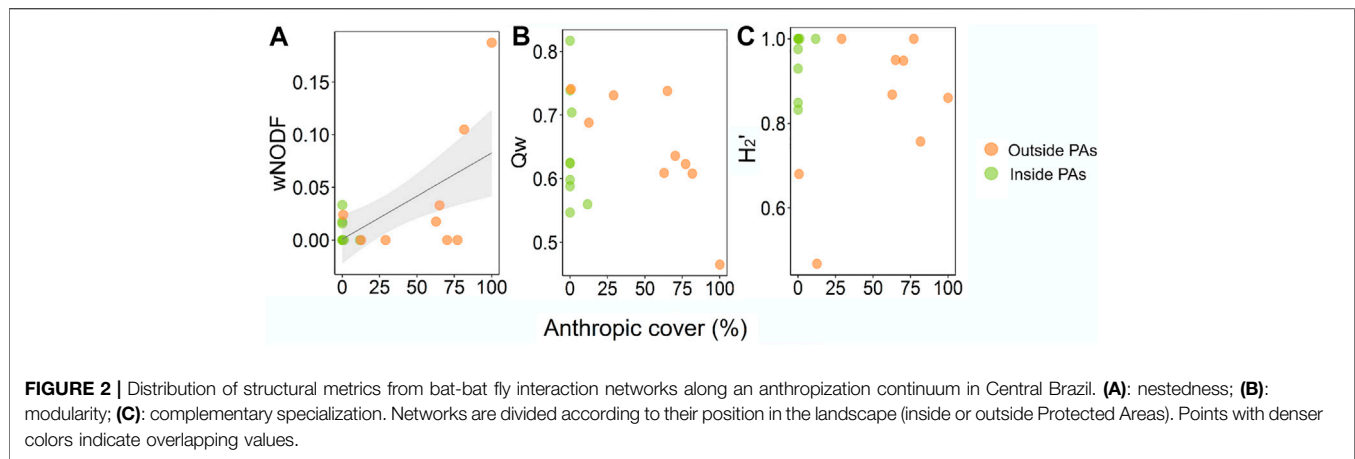 A
B
C
wNODF
0.15
0.10
0.05
0.00
0 25 50 75 100
Qw
0.8
0.7
0.6
0.5
0 25 50 75 100
H2'
1.0
0.8
0.6
0 25 50 75 100
Outside PAs
Inside PAs
Anthropic cover (%)
FIGURE 2 | Distribution of structural metrics from bat-bat fly interaction networks along an anthropization continuum in Central Brazil. (A): nestedness; (B):
modularity; (C): complementary specialization. Networks are divided according to their position in the landscape (inside or outside Protected Areas). Points with denser
colors indicate overlapping values.